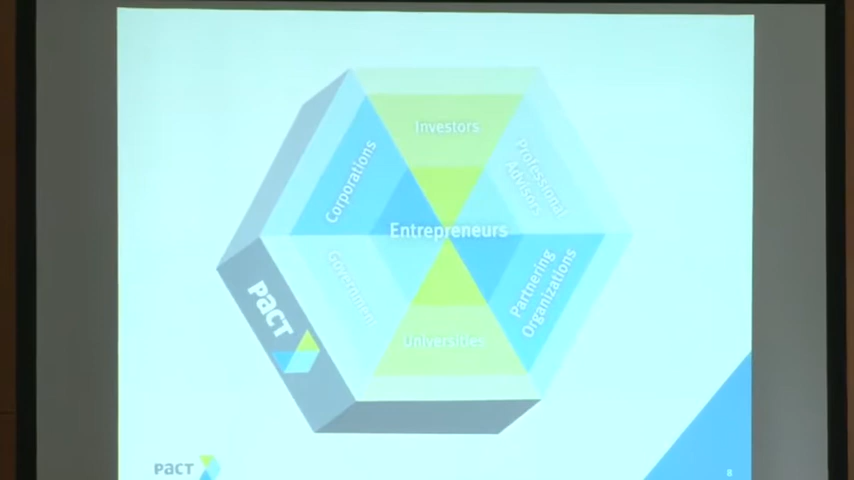 Investors
Corporations
Professional
Advisors
Entrepreneurs
Government
Partnering
Organizations
Universities
PACT
PACT
8